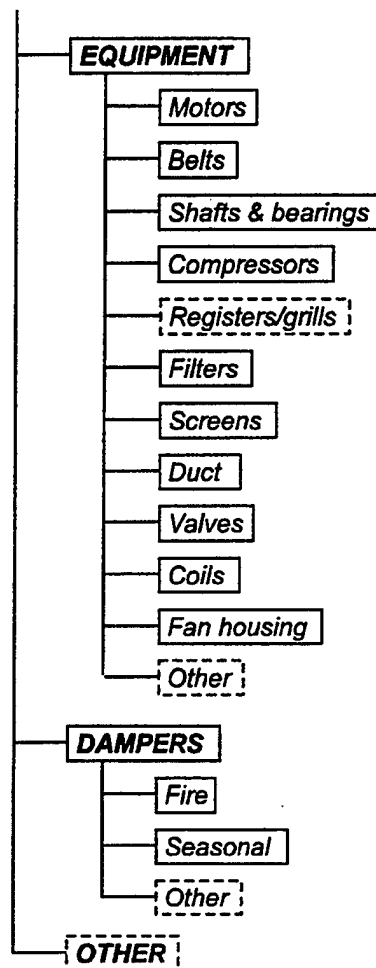 EQUIPMENT
Motors
Belts
Shafts & bearings
Compressors
Registers/grills
Filters
Screens
Duct
Valves
Coils
Fan housing
Other
DAMPERS
Fire
Seasonal
Other
OTHER